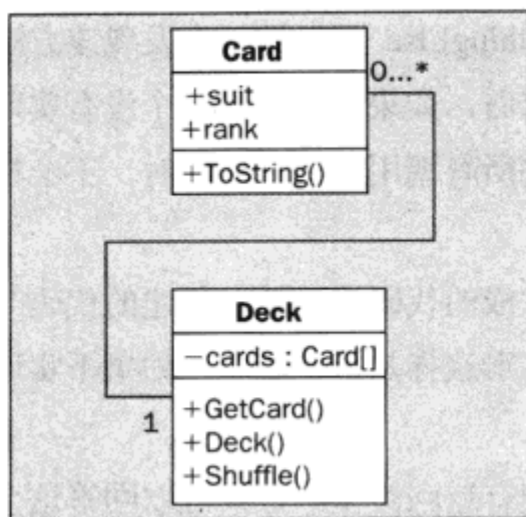 Card
0...*
+suit
+rank
+ToString()
Deck
−cards : Card[]
+GetCard()
1
+Deck()
+Shuffle()